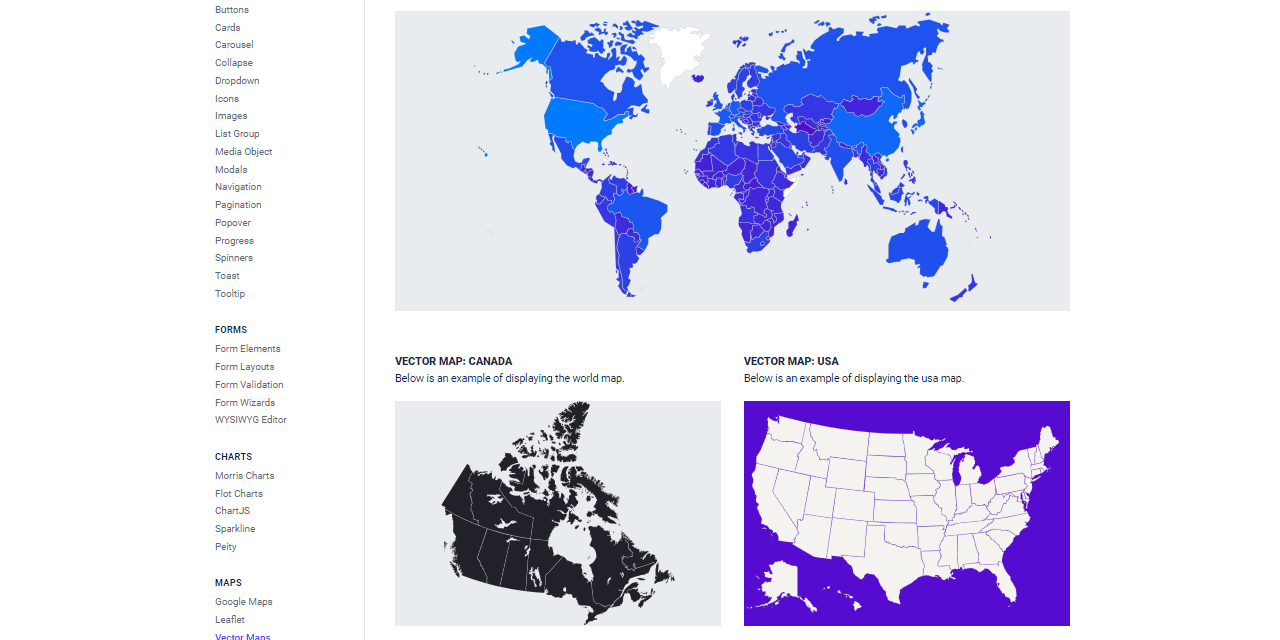 Buttons
Cards
Carousel
Collapse
Dropdown
Icons
Images
List Group
Media Object
Modals
Navigation
Pagination
Popover
Progress
Spinners
Toast
Tooltip
FORMS
Form Elements
Form Layouts
Form Validation
Form Wizards
WYSIWYG Editor
CHARTS
Morris Charts
Flot Charts
ChartJS
Sparkline
Peity
MAPS
Google Maps
Leaflet
Vector Maps
VECTOR MAP: CANADA
Below is an example of displaying the world map.
VECTOR MAP: USA
Below is an example of displaying the usa map.